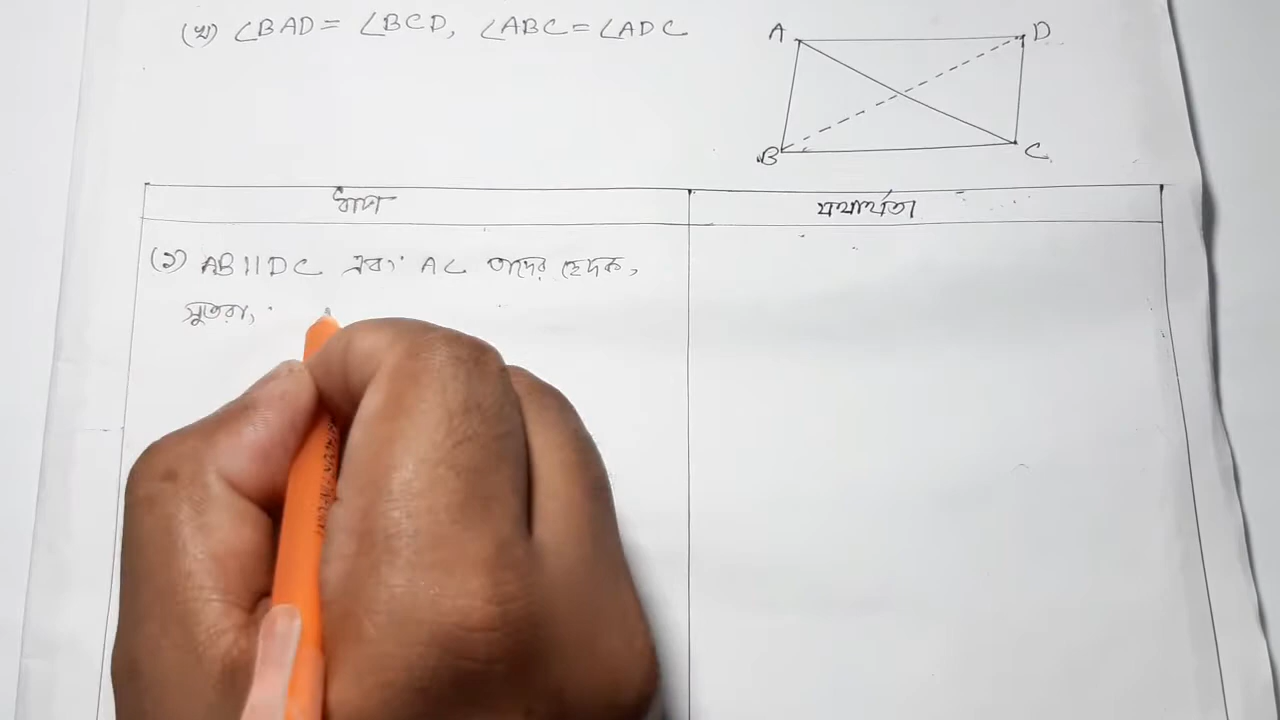 (খ) ∠BAD = ∠BCD, ∠ABC = ∠ADC
A D
B C
ধাপ যথার্থতা
(১) AB || DC এবং AC তাদের ছেদক,
সুতরাং